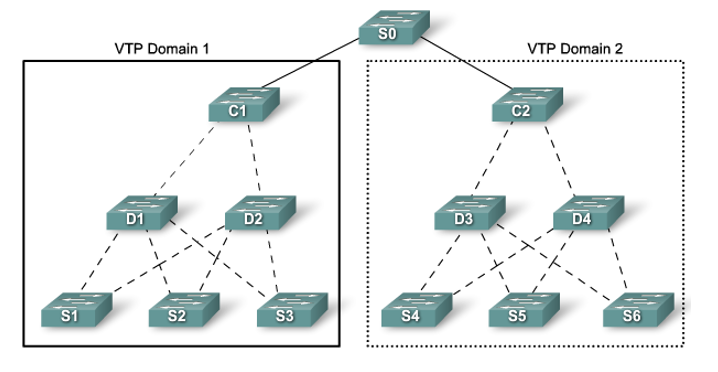 S0
VTP Domain 1
VTP Domain 2
C1
C2
D1
D2
D3
D4
S1
S2
S3
S4
S5
S6